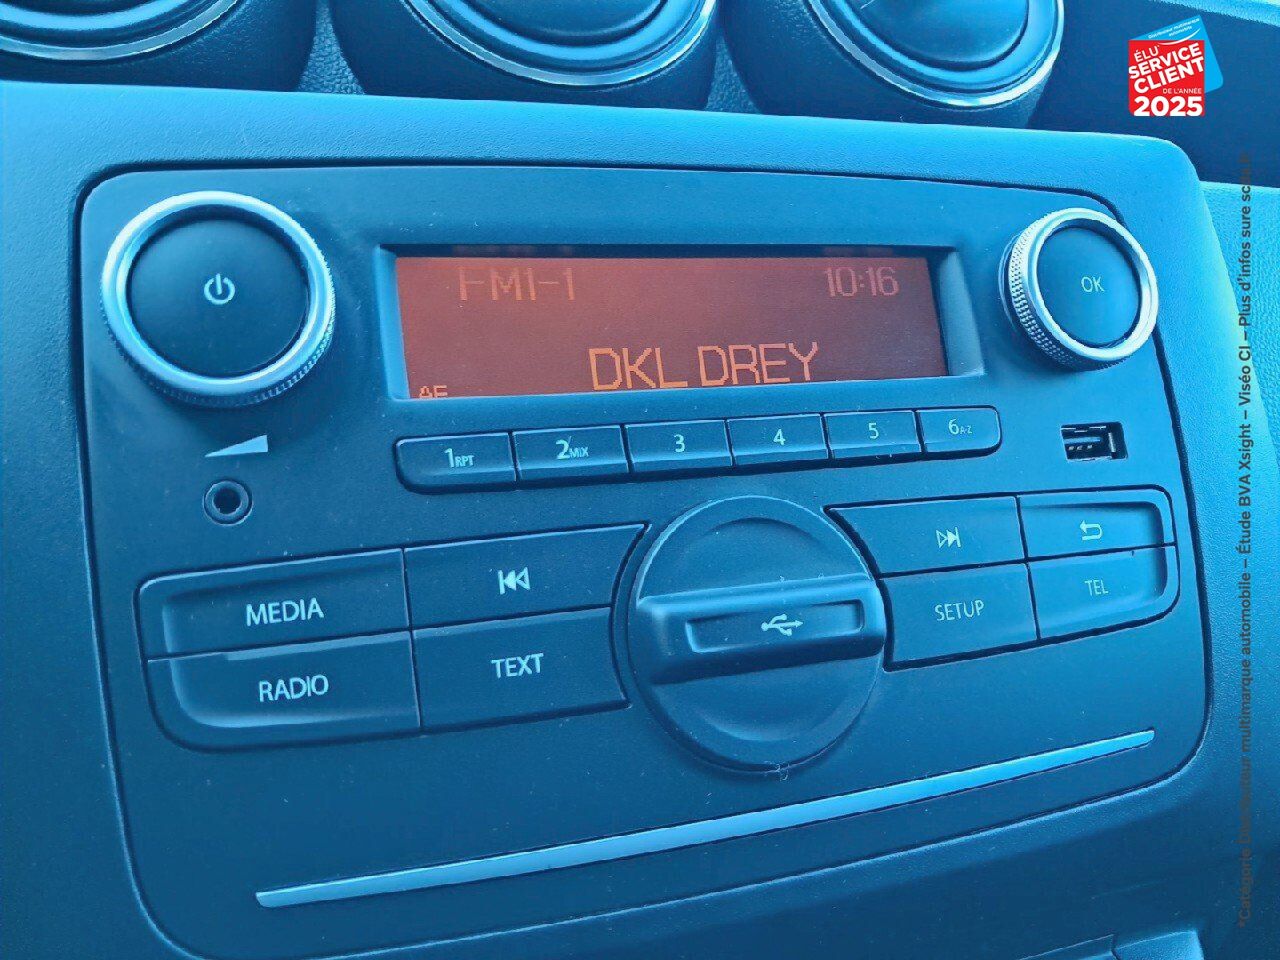 ÉLU
SERVICE
CLIENT
DE L'ANNÉE
2025
FM1-1
10:16
DKL DREY
OK
1RPT
2MIX
3
4
5
6A-Z
MEDIA
RADIO
TEXT
SETUP
TEL
*Catégorie Distributeur multimarque automobile – Étude BVA Xsight – Viséo CI – Plus d'infos sure